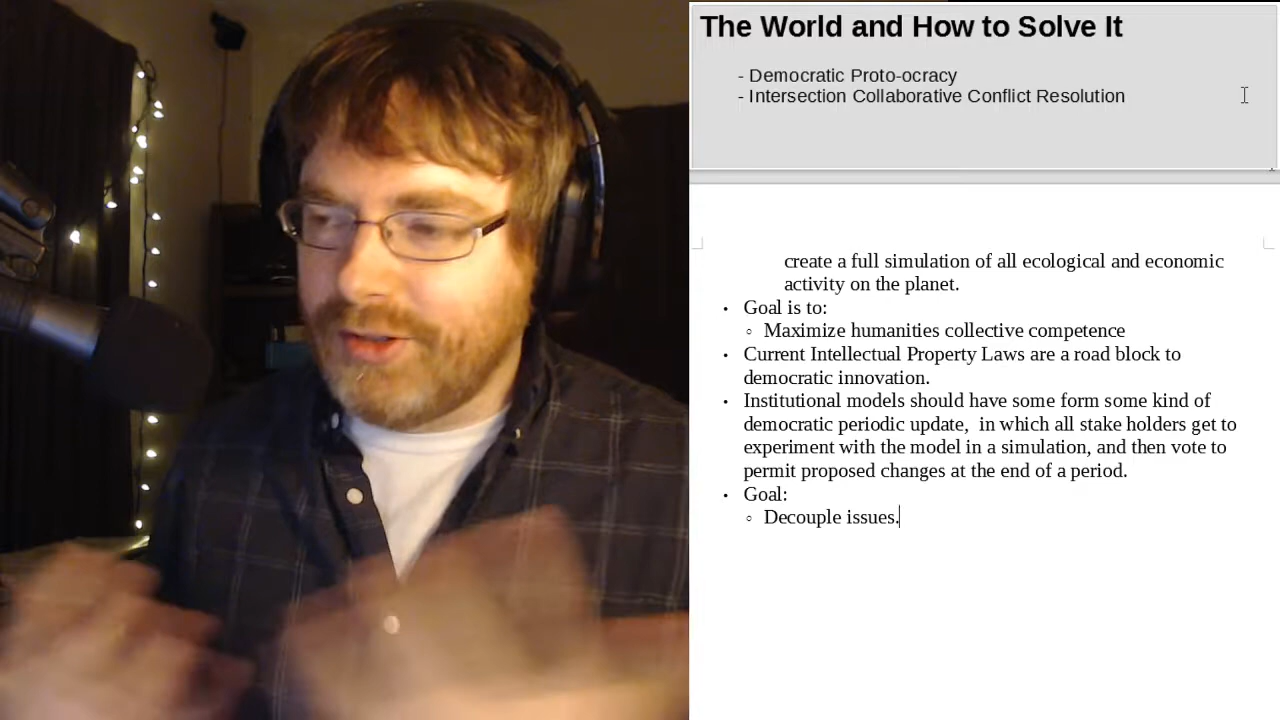 The World and How to Solve It
- Democratic Proto-ocracy
- Intersection Collaborative Conflict Resolution
create a full simulation of all ecological and economic
activity on the planet.
• Goal is to:
◦ Maximize humanities collective competence
• Current Intellectual Property Laws are a road block to
democratic innovation.
• Institutional models should have some form some kind of
democratic periodic update,  in which all stake holders get to
experiment with the model in a simulation, and then vote to
permit proposed changes at the end of a period.
• Goal:
◦ Decouple issues.